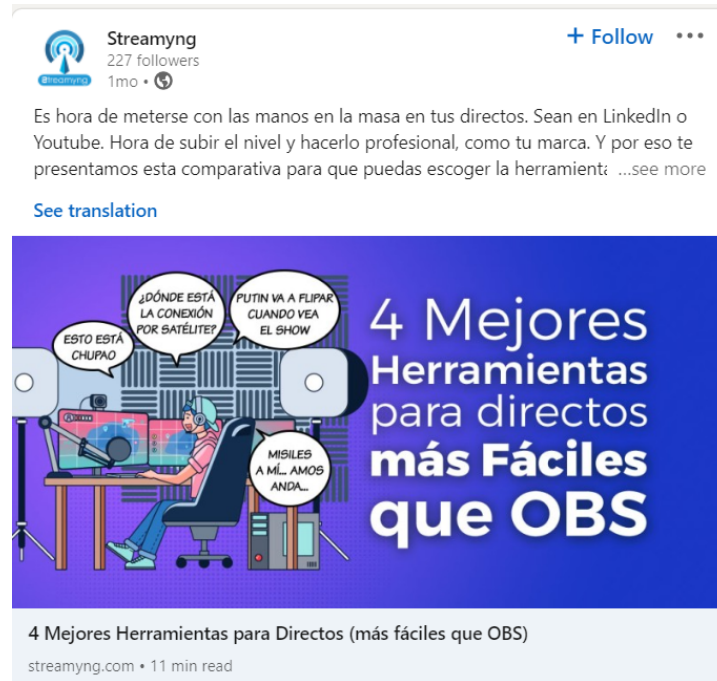 Streamyng
+ Follow
227 followers
1mo •
Streamyng
Es hora de meterse con las manos en la masa en tus directos. Sean en LinkedIn o
Youtube. Hora de subir el nivel y hacerlo profesional, como tu marca. Y por eso te
presentamos esta comparativa para que puedas escoger la herramienta ...see more
See translation
¿DÓNDE ESTÁ
LA CONEXIÓN
POR SATÉLITE?
PUTIN VA A FLIPAR
CUANDO VEA
EL SHOW
ESTO ESTÁ
CHUPAO
MISILES
A MÍ... AMOS
ANDA...
4 Mejores
Herramientas
para directos
más Fáciles
que OBS
4 Mejores Herramientas para Directos (más fáciles que OBS)
streamyng.com • 11 min read